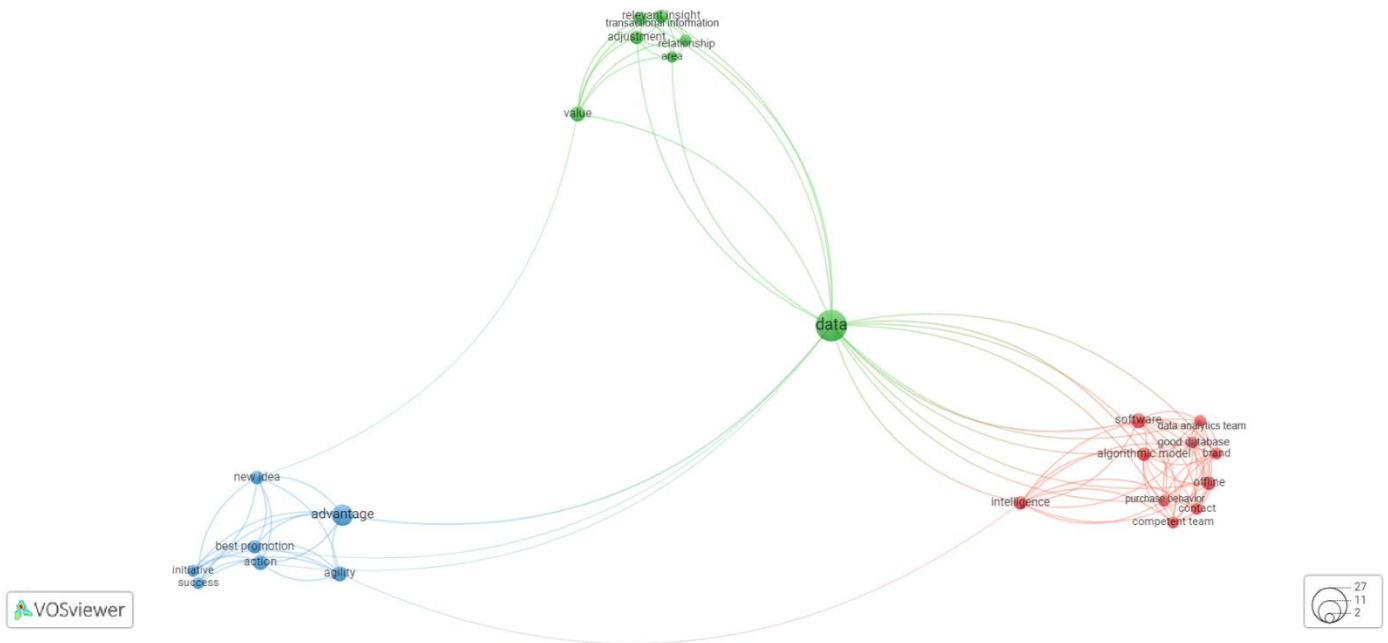 relevant insight
transactional information
adjustment
relationship
area
value
data
software
data analytics team
good database
algorithmic model
brand
offline
intelligence
purchase behavior
contact
competent team
new idea
advantage
best promotion
action
initiative
agility
success
VOSviewer
27
11
2